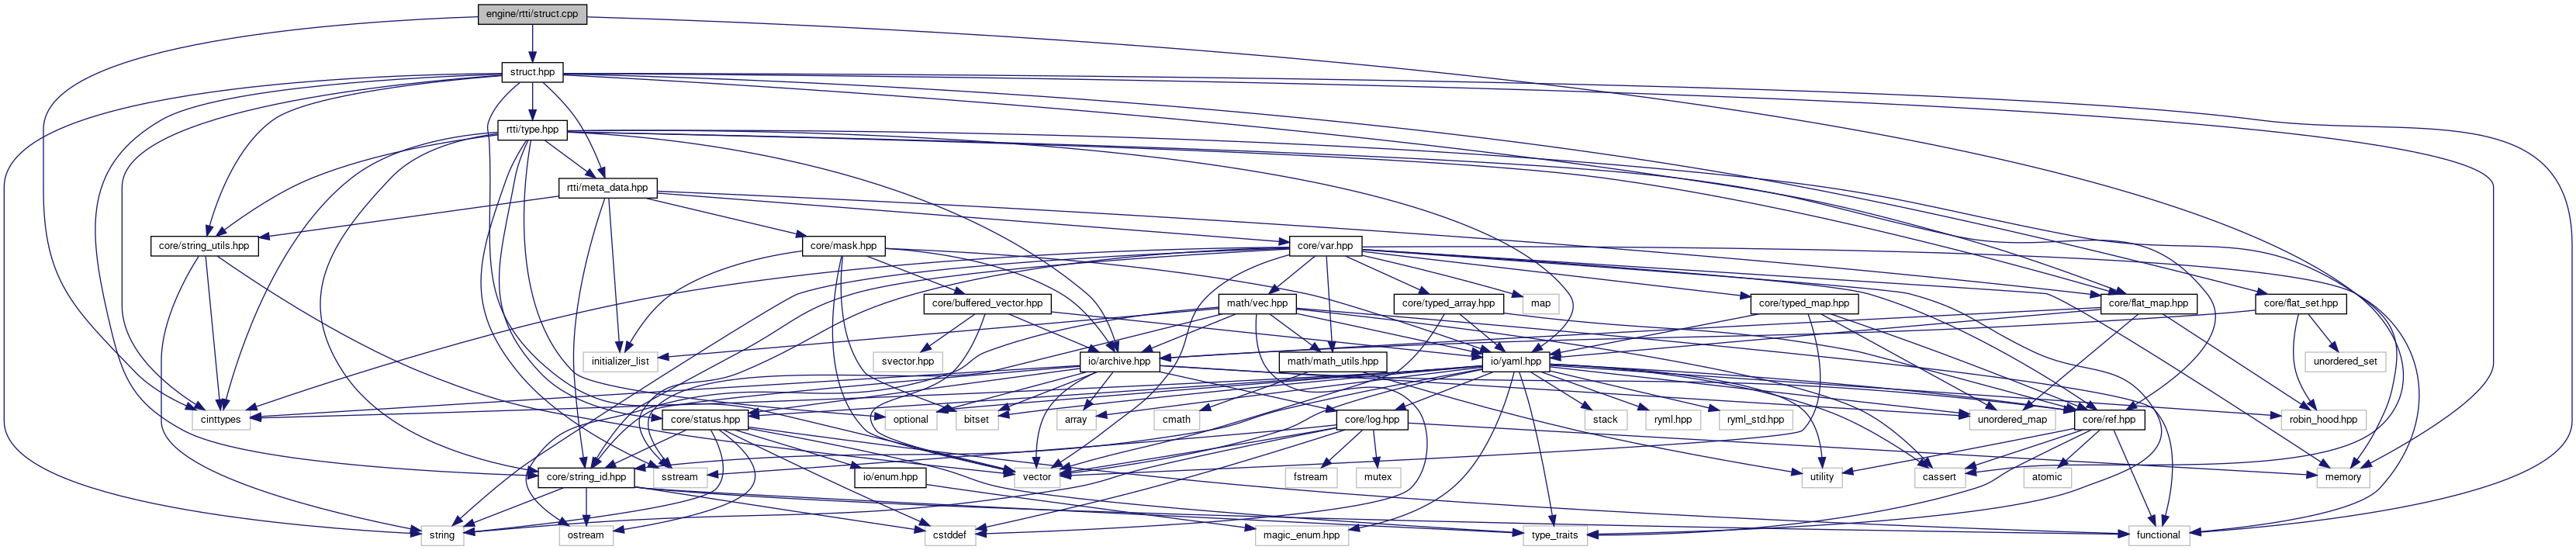 engine/rtti/struct.cpp
struct.hpp
rtti/type.hpp
rtti/meta_data.hpp
core/string_utils.hpp
core/mask.hpp
core/var.hpp
core/buffered_vector.hpp
math/vec.hpp
core/typed_array.hpp
map
core/typed_map.hpp
core/flat_map.hpp
core/flat_set.hpp
initializer_list
svector.hpp
io/archive.hpp
math/math_utils.hpp
io/yaml.hpp
unordered_set
cinttypes
core/status.hpp
optional
bitset
array
cmath
core/log.hpp
stack
ryml.hpp
ryml_std.hpp
unordered_map
core/ref.hpp
robin_hood.hpp
core/string_id.hpp
sstream
io/enum.hpp
vector
fstream
mutex
utility
cassert
atomic
memory
string
ostream
cstddef
magic_enum.hpp
type_traits
functional